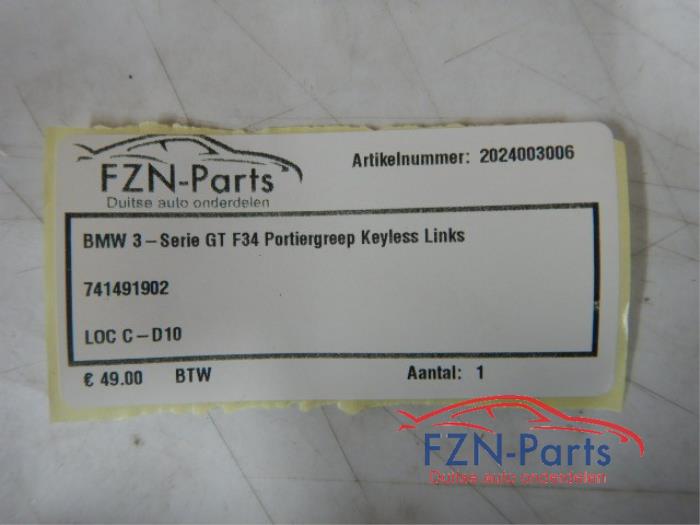 FZN-Parts
Duitse auto onderdelen
Artikelnummer: 2024003006
BMW 3-Serie GT F34 Portiergreep Keyless Links
741491902
LOC C-D10
€ 49.00 BTW Aantal: 1
FZN-Parts
Duitse auto onderdelen